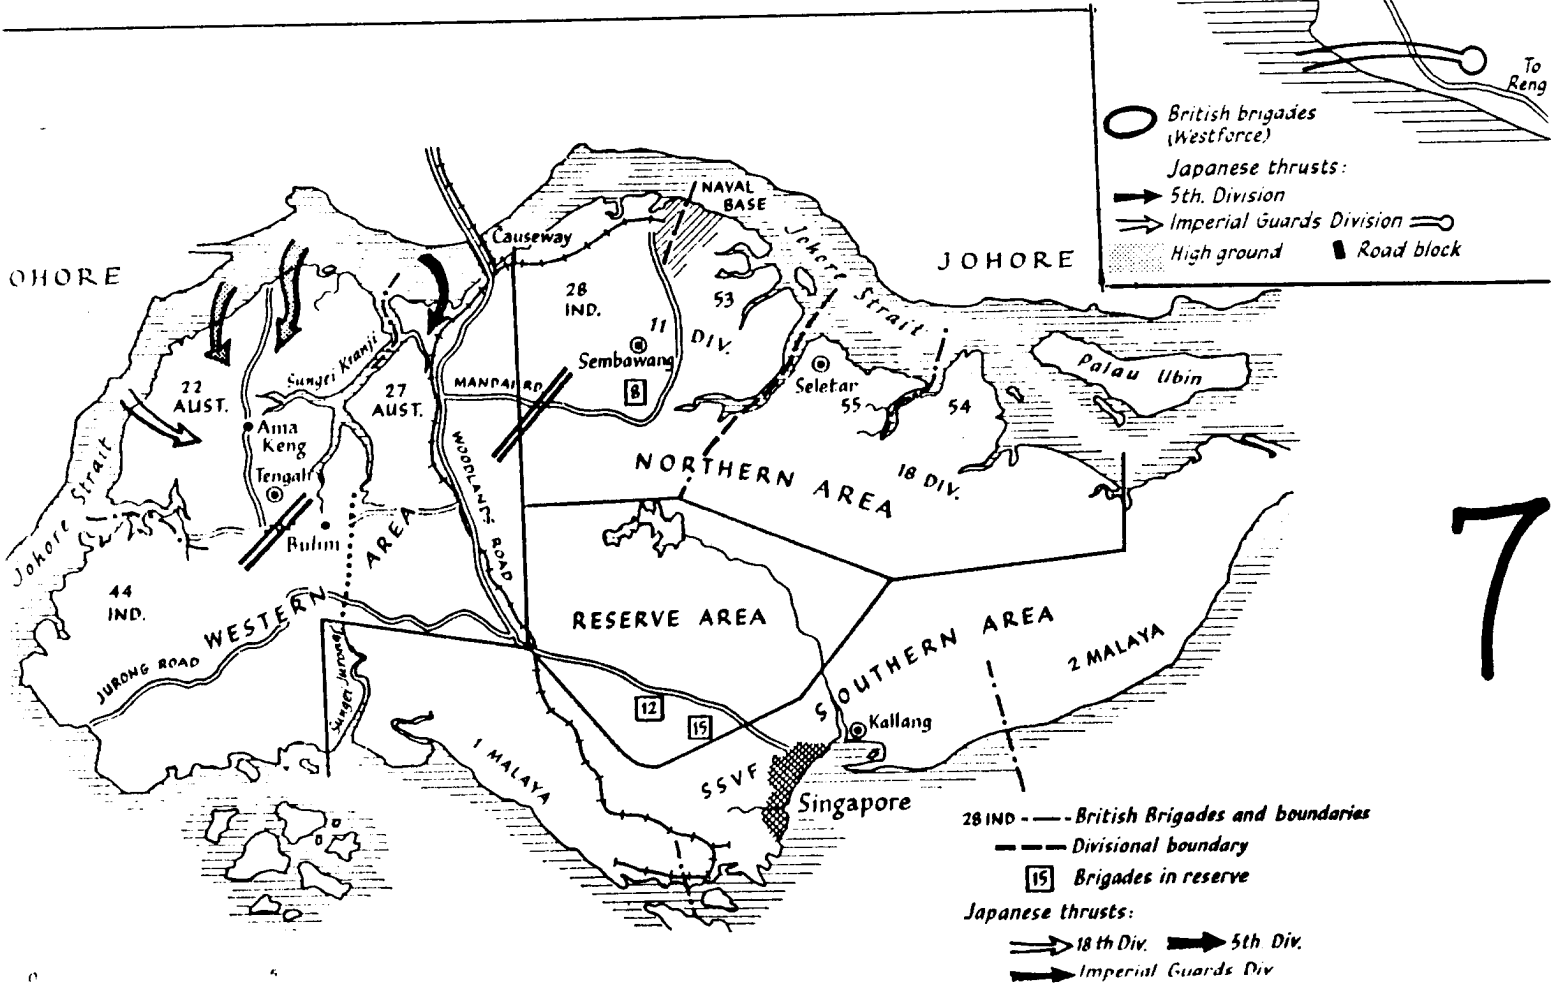 To
Reng
British brigades
(Westforce)
Japanese thrusts:
5th. Division
Imperial Guards Division
High ground
Road block
NAVAL
BASE
Causeway
OHORE
JOHORE
Johore Strait
28
IND.
53
11
DIV.
Sembawang
8
Sungei Kranji
22
AUST.
27
AUST.
MANDAI RD
Seletar
55
54
Palau Ubin
Ama
Keng
Tengah
Bulim
Johore Strait
WOODLANDS ROAD
NORTHERN AREA
18 DIV.
7
44
IND.
WESTERN AREA
JURONG ROAD
Sungei Jurong
RESERVE AREA
SOUTHERN AREA
2 MALAYA
12
15
Kallang
1 MALAYA
SSVF
Singapore
28 IND
British Brigades and boundaries
Divisional boundary
15
Brigades in reserve
Japanese thrusts:
18th Div.
5th. Div.
Imperial Guards Div
0
5